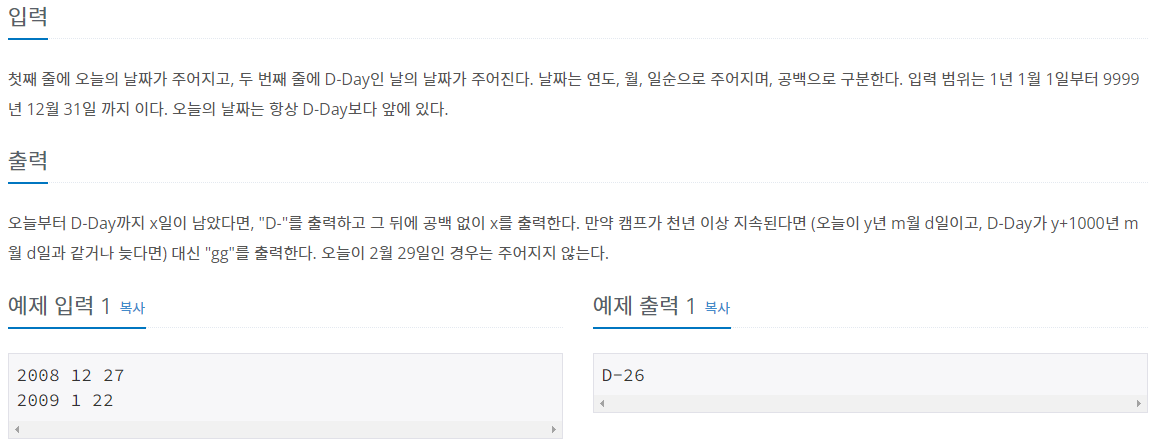 입력
첫째 줄에 오늘의 날짜가 주어지고, 두 번째 줄에 D-Day인 날의 날짜가 주어진다. 날짜는 연도, 월, 일순으로 주어지며, 공백으로 구분한다. 입력 범위는 1년 1월 1일부터 9999
년 12월 31일 까지 이다. 오늘의 날짜는 항상 D-Day보다 앞에 있다.
출력
오늘부터 D-Day까지 x일이 남았다면, "D-"를 출력하고 그 뒤에 공백 없이 x를 출력한다. 만약 캠프가 천년 이상 지속된다면 (오늘이 y년 m월 d일이고, D-Day가 y+1000년 m
월 d일과 같거나 늦다면) 대신 "gg"를 출력한다. 오늘이 2월 29일인 경우는 주어지지 않는다.
예제 입력 1 복사
2008 12 27
2009 1 22
예제 출력 1 복사
D-26